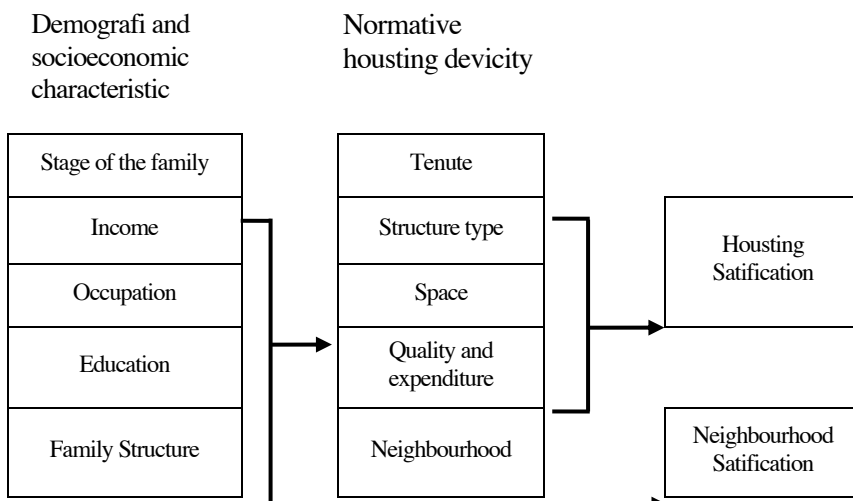 Demografi and
socioeconomic
characteristic
Normative
housting devicity
Stage of the family
Income
Occupation
Education
Family Structure
Tenute
Structure type
Space
Quality and
expenditure
Neighbourhood
Housting
Satification
Neighbourhood
Satification